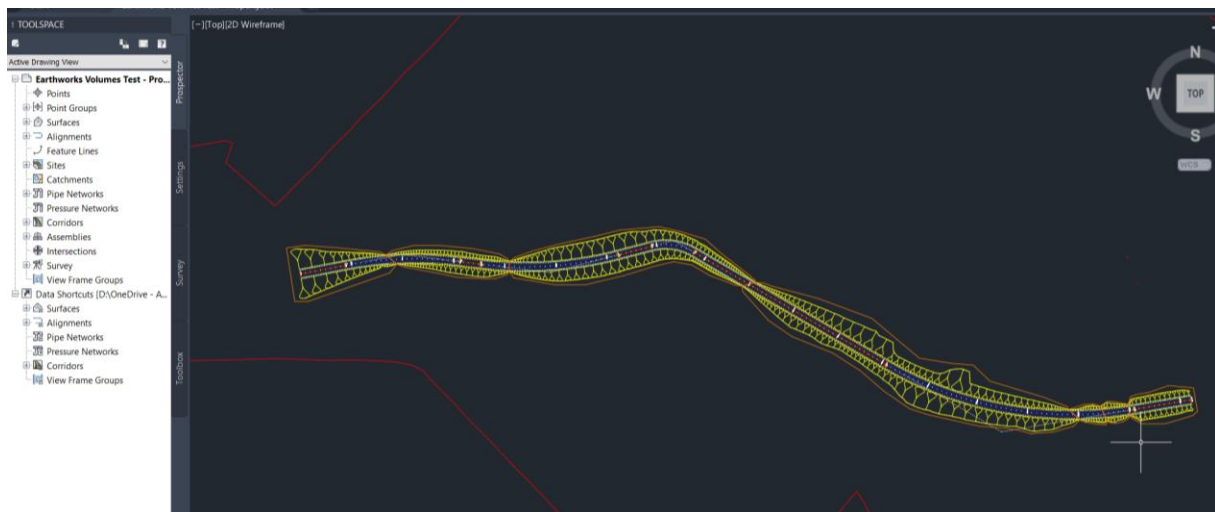 TOOLSPACE
Active Drawing View
Earthworks Volumes Test - Pro...
Points
Point Groups
Surfaces
Alignments
Feature Lines
Sites
Catchments
Pipe Networks
Pressure Networks
Corridors
Assemblies
Intersections
Survey
View Frame Groups
Data Shortcuts [D:\OneDrive - A...
Surfaces
Alignments
Pipe Networks
Pressure Networks
Corridors
View Frame Groups
Prospector
Settings
Survey
Toolbox
[−][Top][2D Wireframe]
N
W
TOP
S
WCS